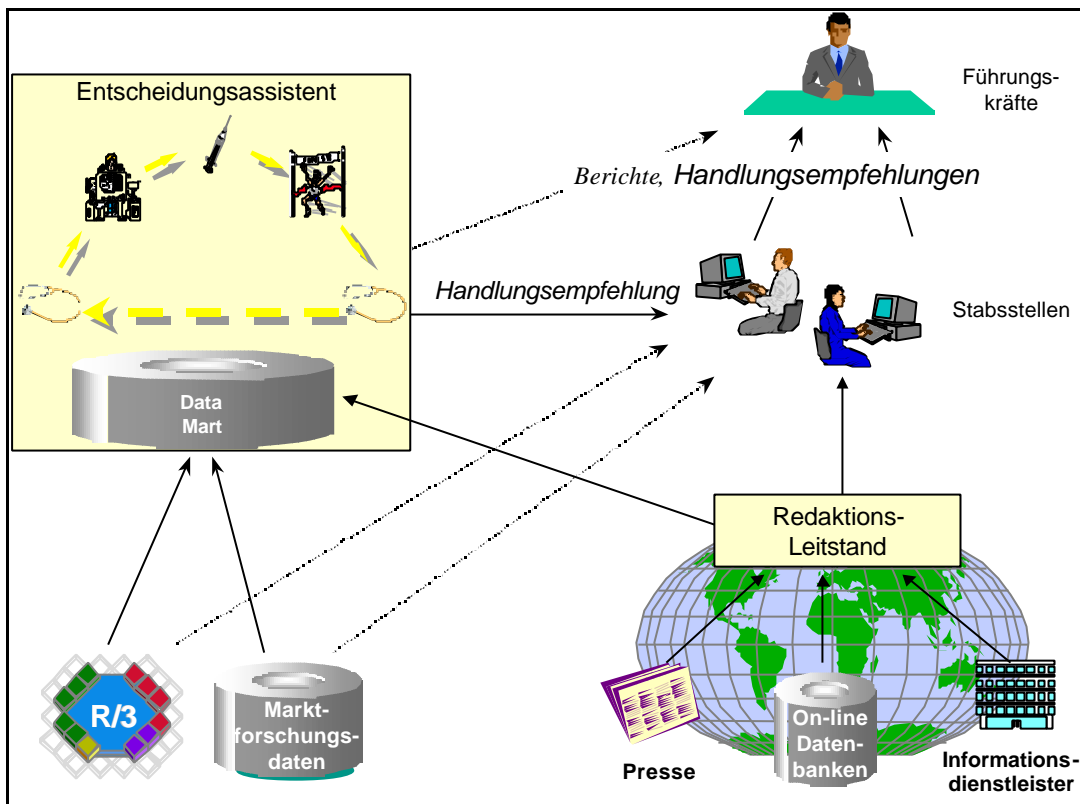 Entscheidungsassistent
Führungs-
kräfte
Berichte, Handlungsempfehlungen
Handlungsempfehlung
Stabsstellen
Data
Mart
Redaktions-
Leitstand
R/3
Markt-
forschungs-
daten
Presse
On-line
Daten-
banken
Informations-
dienstleister